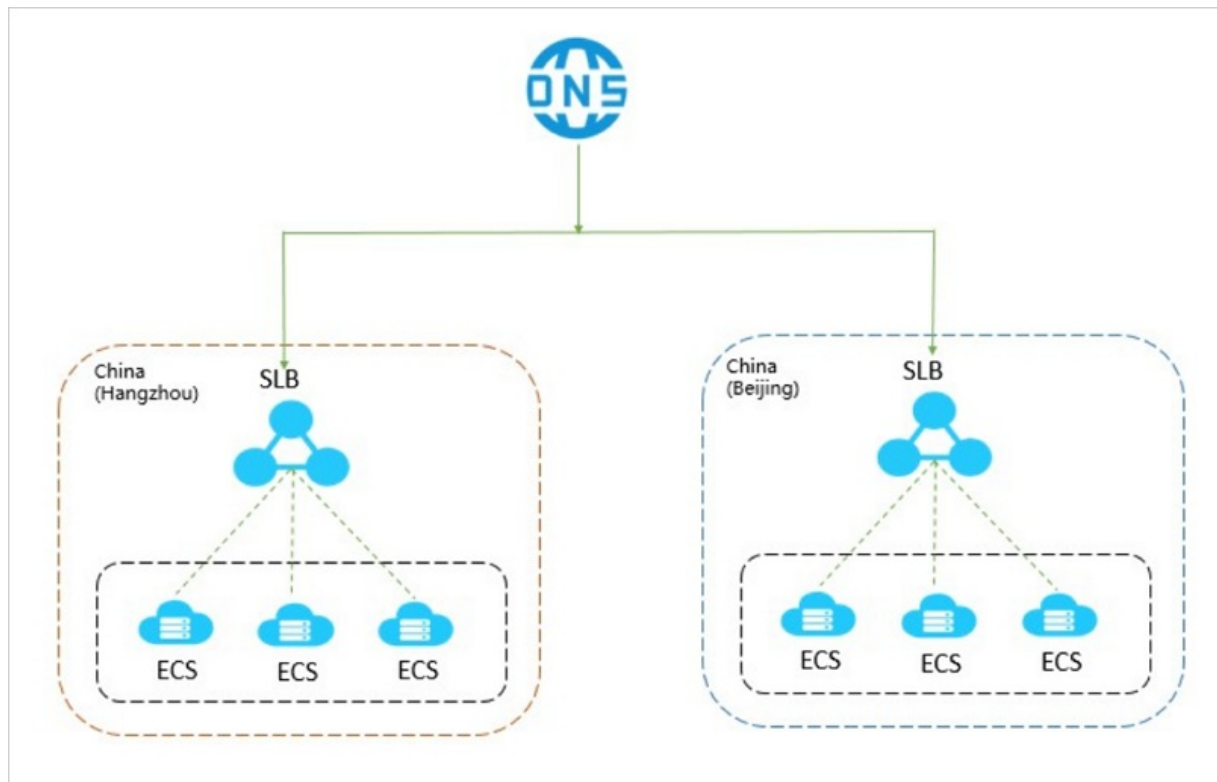 DNS
China
(Hangzhou)
SLB
ECS
ECS
ECS
China
(Beijing)
SLB
ECS
ECS
ECS